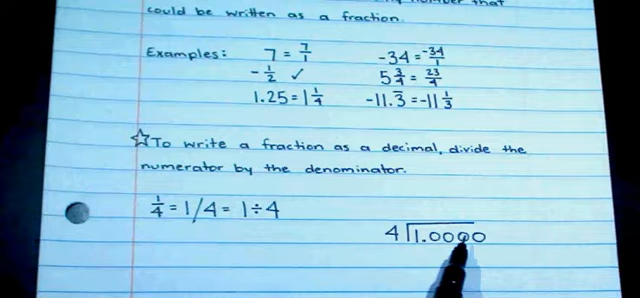 number that
could be written as a fraction.
Examples: 7 = 7/1 -34 = -34/1
- 1/2 ✓ 5 3/4 = 23/4
1.25 = 1 1/4 -11.3̅ = -11 1/3
☆To write a fraction as a decimal, divide the
numerator by the denominator.
1/4 = 1/4 = 1÷4
4⟌1.0000